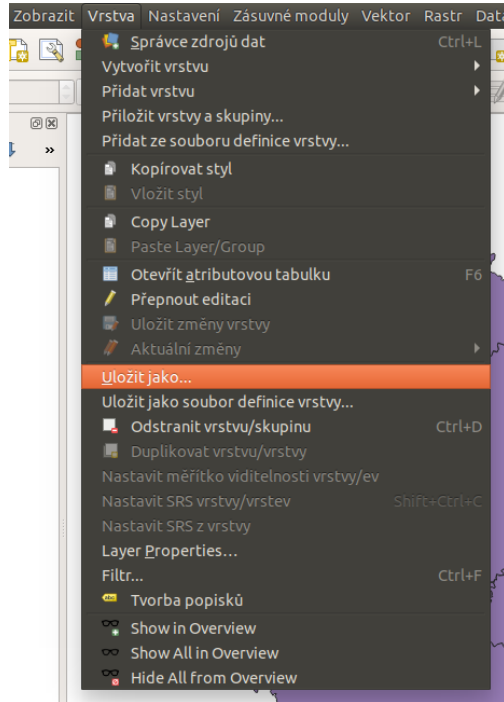 Zobrazit Vrstva Nastavení Zásuvné moduly Vektor Rastr Data
Správce zdrojů dat Ctrl+L
Vytvořit vrstvu
Přidat vrstvu
Přiložit vrstvy a skupiny...
Přidat ze souboru definice vrstvy...
Kopírovat styl
Vložit styl
Copy Layer
Paste Layer/Group
Otevřít atributovou tabulku F6
Přepnout editaci
Uložit změny vrstvy
Aktuální změny
Uložit jako...
Uložit jako soubor definice vrstvy...
Odstranit vrstvu/skupinu Ctrl+D
Duplikovat vrstvu/vrstvy
Nastavit měřítko viditelnosti vrstvy/ev
Nastavit SRS vrstvy/vrstev Shift+Ctrl+C
Nastavit SRS z vrstvy
Layer Properties...
Filtr... Ctrl+F
Tvorba popisků
Show in Overview
Show All in Overview
Hide All from Overview